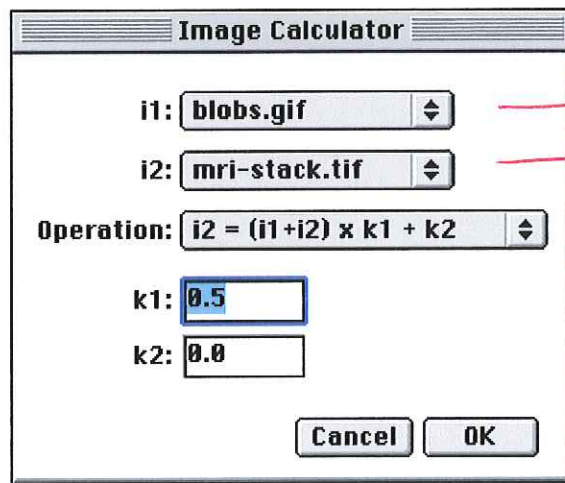 Image Calculator
i1: blobs.gif
i2: mri-stack.tif
Operation: i2 = (i1+i2) x k1 + k2
k1: 0.5
k2: 0.0
Cancel OK